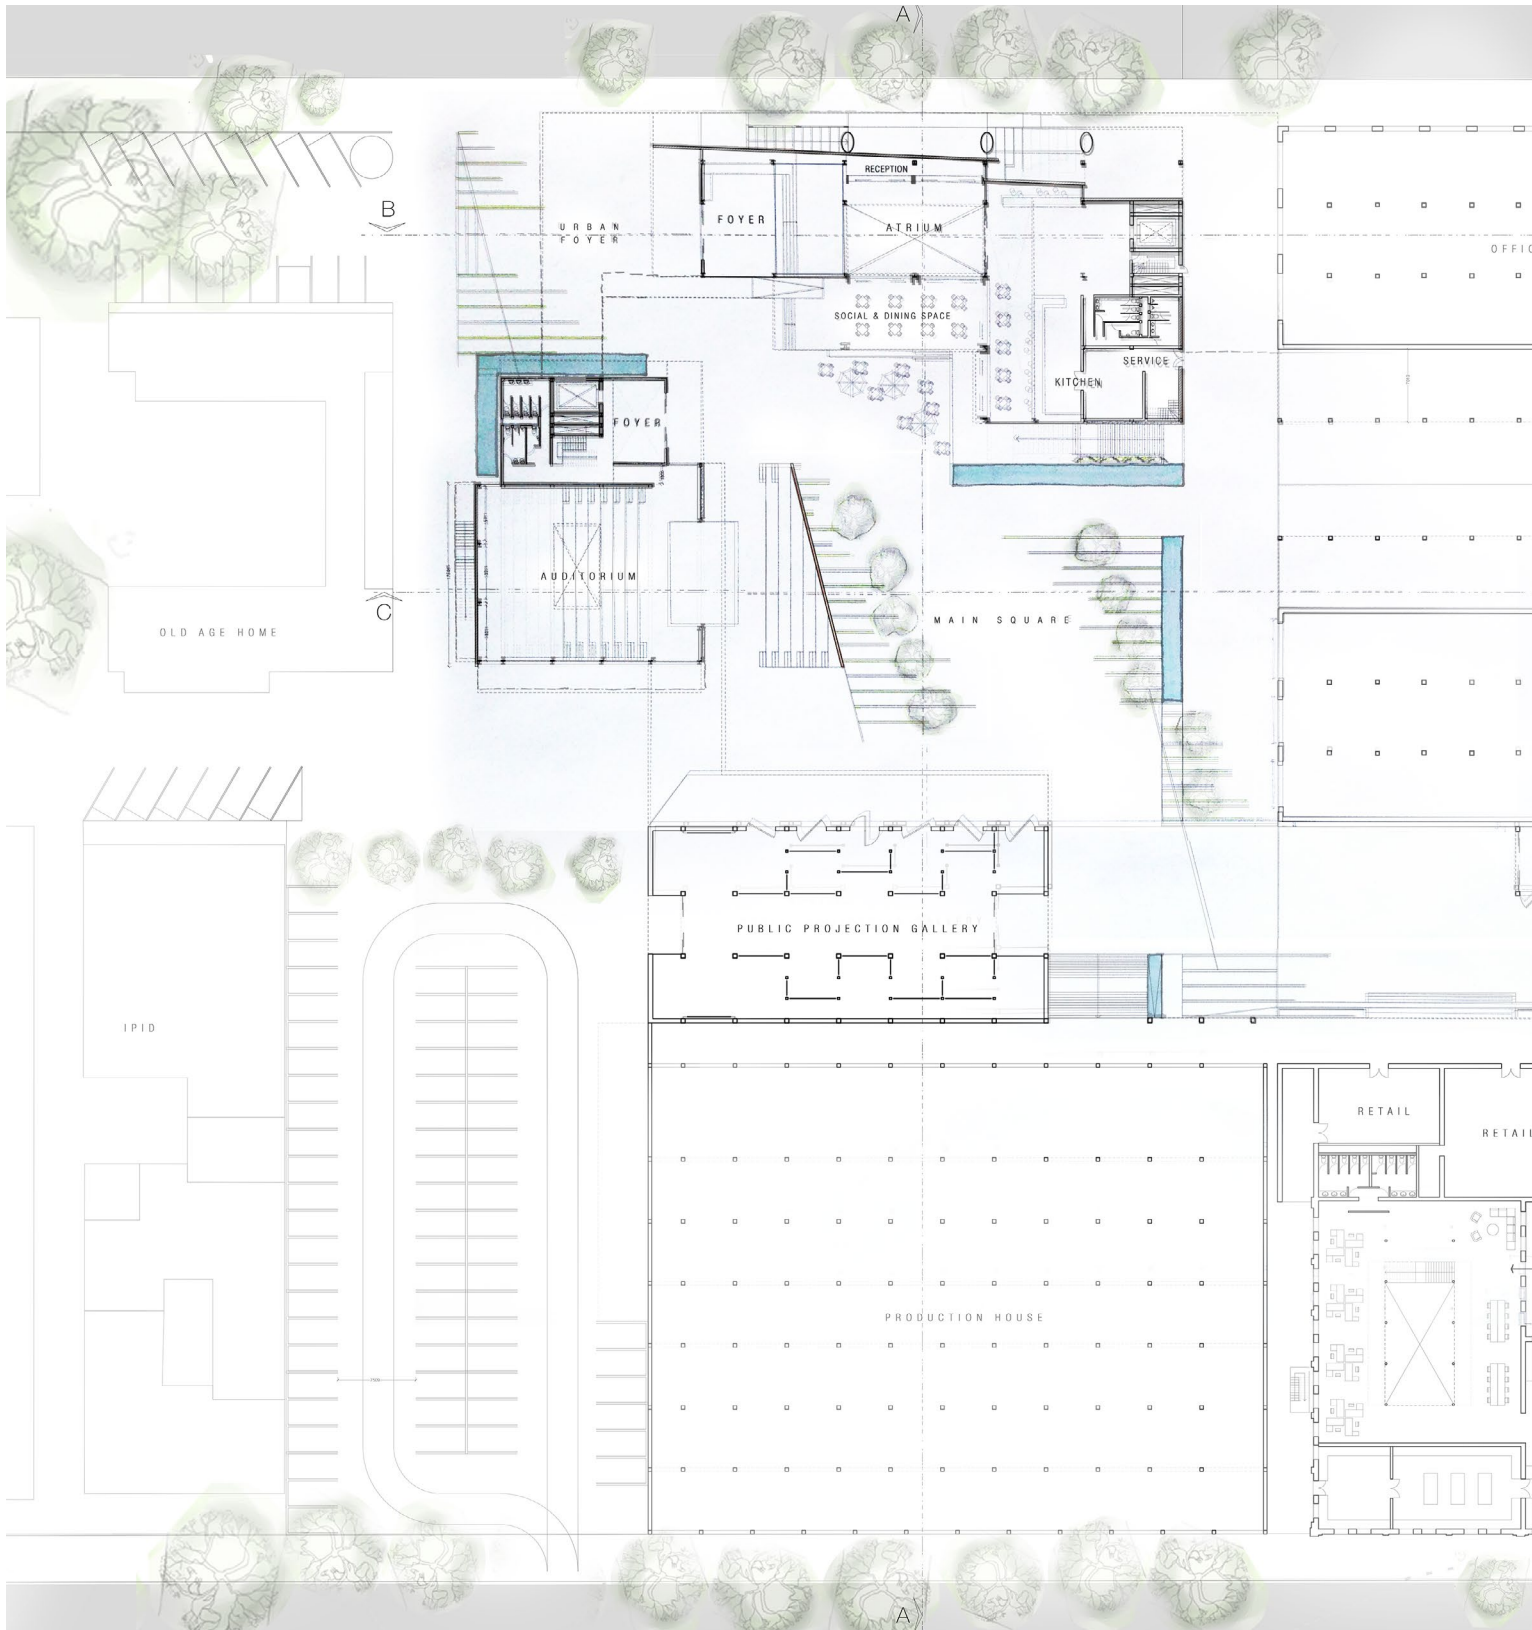 A
B
RECEPTION
FOYER
URBAN
FOYER
ATRIUM
OFFIC
SOCIAL & DINING SPACE
SERVICE
KITCHEN
FOYER
AUDITORIUM
C
MAIN SQUARE
OLD AGE HOME
PUBLIC PROJECTION GALLERY
IPID
RETAIL
RETAIL
PRODUCTION HOUSE
A